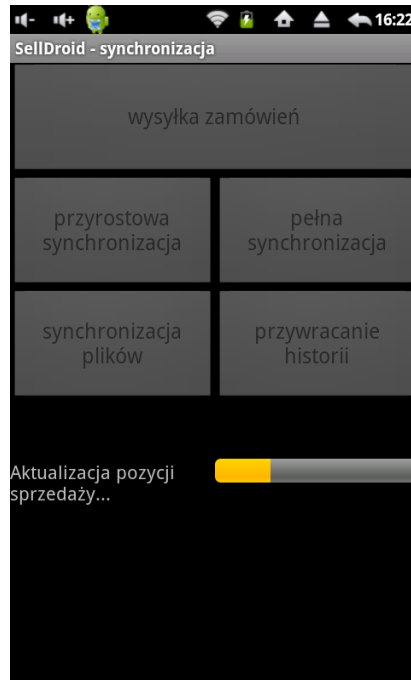 16:22
SellDroid - synchronizacja
wysyłka zamówień
przyrostowa
synchronizacja
pełna
synchronizacja
synchronizacja
plików
przywracanie
historii
Aktualizacja pozycji
sprzedaży...